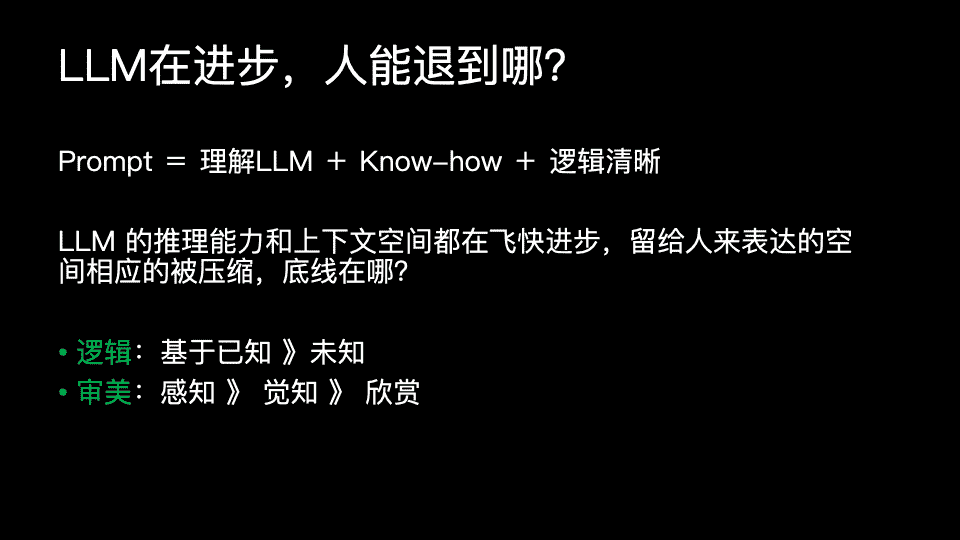 LLM在进步，人能退到哪？
Prompt ＝ 理解LLM ＋ Know-how ＋ 逻辑清晰
LLM 的推理能力和上下文空间都在飞快进步，留给人来表达的空
间相应的被压缩，底线在哪？
• 逻辑：基于已知 》未知
• 审美：感知 》 觉知 》 欣赏